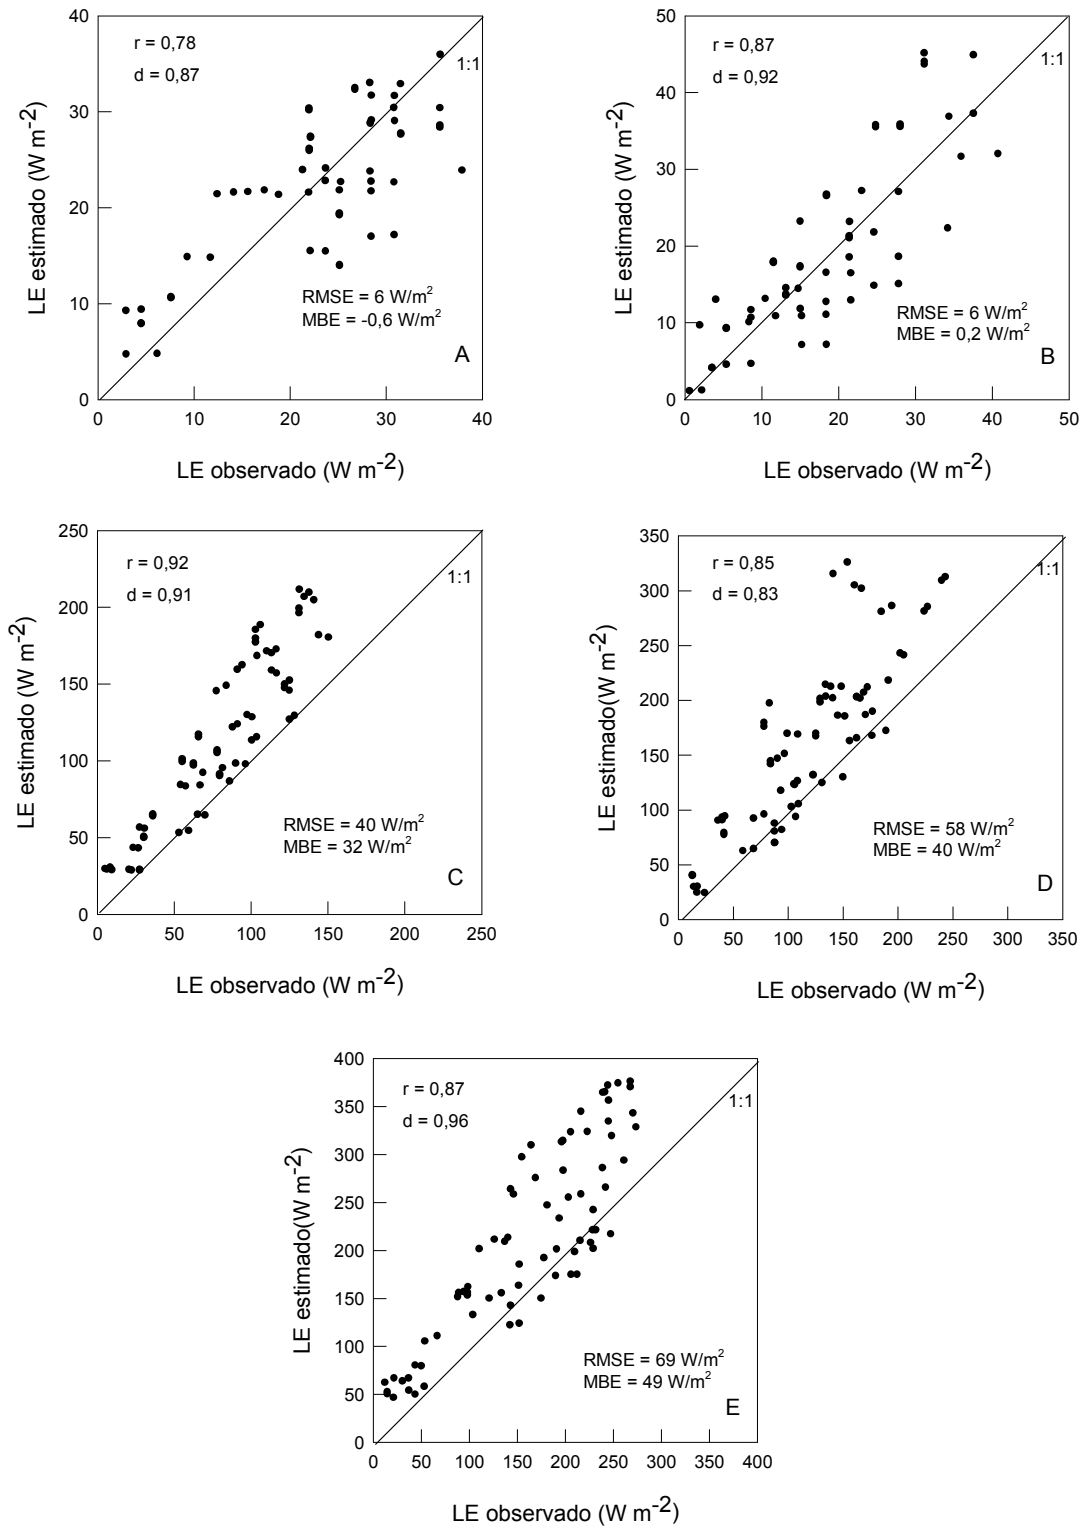 r = 0,78
d = 0,87
1:1
RMSE = 6 W/m²
MBE = -0,6 W/m²
A
LE estimado (W m⁻²)
40
30
20
10
0
0 10 20 30 40
LE observado (W m⁻²)
r = 0,87
d = 0,92
1:1
RMSE = 6 W/m²
MBE = 0,2 W/m²
B
LE estimado (W m⁻²)
50
40
30
20
10
0
0 10 20 30 40 50
LE observado (W m⁻²)
r = 0,92
d = 0,91
1:1
RMSE = 40 W/m²
MBE = 32 W/m²
C
LE estimado (W m⁻²)
250
200
150
100
50
0
0 50 100 150 200 250
LE observado (W m⁻²)
r = 0,85
d = 0,83
1:1
RMSE = 58 W/m²
MBE = 40 W/m²
D
LE estimado(W m⁻²)
350
300
250
200
150
100
50
0
0 50 100 150 200 250 300 350
LE observado (W m⁻²)
r = 0,87
d = 0,96
1:1
RMSE = 69 W/m²
MBE = 49 W/m²
E
LE estimado(W m⁻²)
400
350
300
250
200
150
100
50
0
0 50 100 150 200 250 300 350 400
LE observado (W m⁻²)